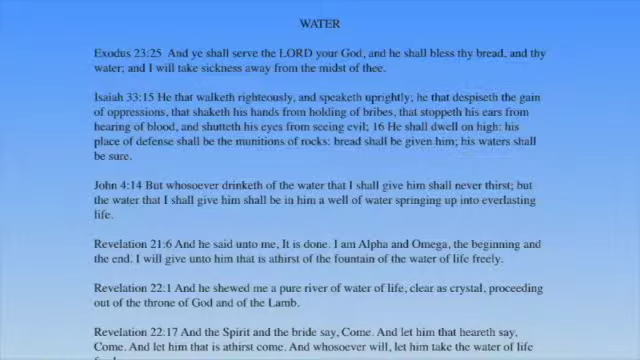 WATER
Exodus 23:25  And ye shall serve the LORD your God, and he shall bless thy bread, and thy
water; and I will take sickness away from the midst of thee.
Isaiah 33:15 He that walketh righteously, and speaketh uprightly; he that despiseth the gain
of oppressions, that shaketh his hands from holding of bribes, that stoppeth his ears from
hearing of blood, and shutteth his eyes from seeing evil; 16 He shall dwell on high: his
place of defense shall be the munitions of rocks: bread shall be given him; his waters shall
be sure.
John 4:14 But whosoever drinketh of the water that I shall give him shall never thirst; but
the water that I shall give him shall be in him a well of water springing up into everlasting
life.
Revelation 21:6 And he said unto me, It is done. I am Alpha and Omega, the beginning and
the end. I will give unto him that is athirst of the fountain of the water of life freely.
Revelation 22:1 And he shewed me a pure river of water of life, clear as crystal, proceeding
out of the throne of God and of the Lamb.
Revelation 22:17 And the Spirit and the bride say, Come. And let him that heareth say,
Come. And let him that is athirst come. And whosoever will, let him take the water of life